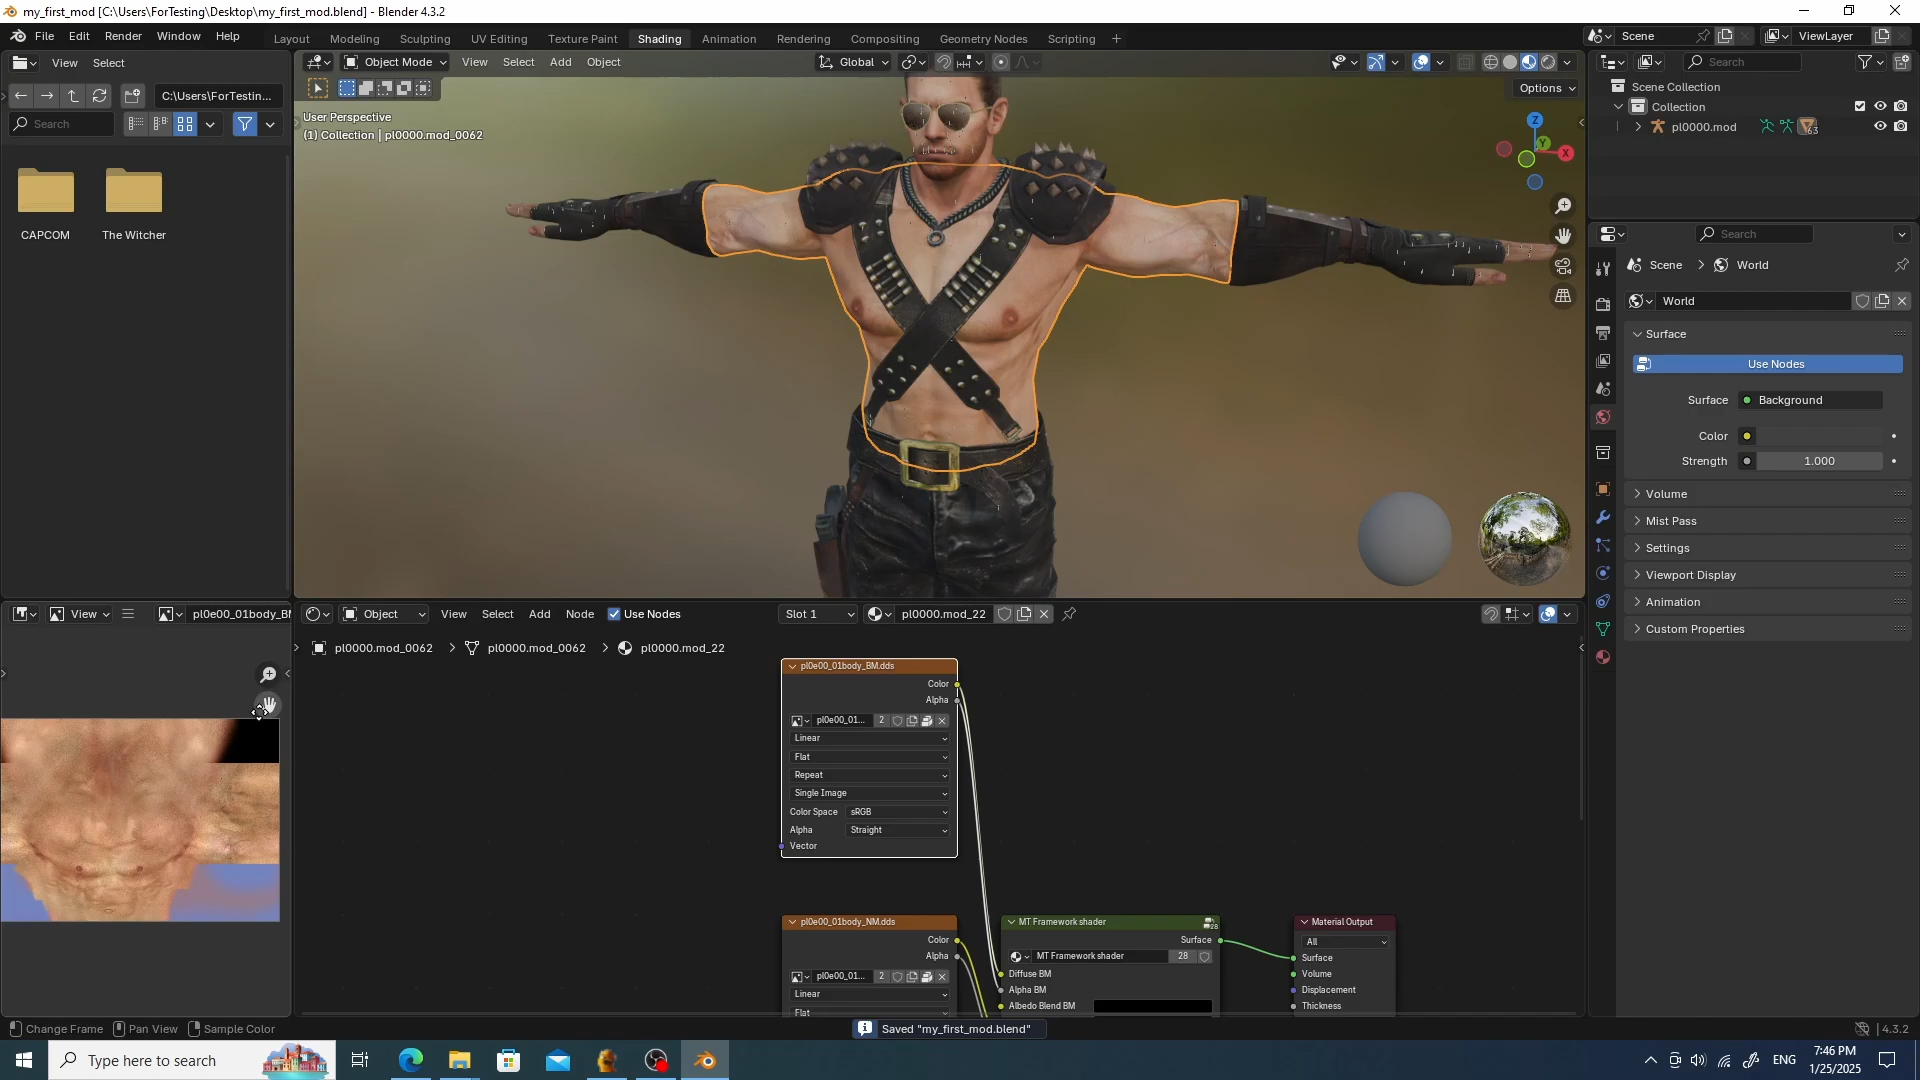 my_first_mod [C:\Users\ForTesting\Desktop\my_first_mod.blend] - Blender 4.3.2
File Edit Render Window Help
Layout Modeling Sculpting UV Editing Texture Paint Shading Animation Rendering Compositing Geometry Nodes Scripting +
Scene
ViewLayer
View Select
Object Mode View Select Add Object
Global
Search
C:\Users\ForTestin...
Search
Options
CAPCOM
The Witcher
User Perspective
(1) Collection | pl0000.mod_0062
Z
Y
X
Scene Collection
Collection
pl0000.mod
63
Search
Scene > World
World
Surface
Use Nodes
Surface Background
Color
Strength 1.000
Volume
Mist Pass
Settings
Viewport Display
Animation
Custom Properties
View
pl0e00_01body_BM
Object View Select Add Node Use Nodes
Slot 1
pl0000.mod_22
pl0000.mod_0062 > pl0000.mod_0062 > pl0000.mod_22
pl0e00_01body_BM.dds
Color
Alpha
pl0e00_01... 2
Linear
Flat
Repeat
Single Image
Color Space sRGB
Alpha Straight
Vector
pl0e00_01body_NM.dds
Color
Alpha
pl0e00_01... 2
Linear
Flat
MT Framework shader
28
Surface
MT Framework shader 28
Diffuse BM
Alpha BM
Albedo Blend BM
Material Output
All
Surface
Volume
Displacement
Thickness
Change Frame Pan View Sample Color
Saved "my_first_mod.blend"
4.3.2
Type here to search
ENG
7:46 PM
1/25/2025